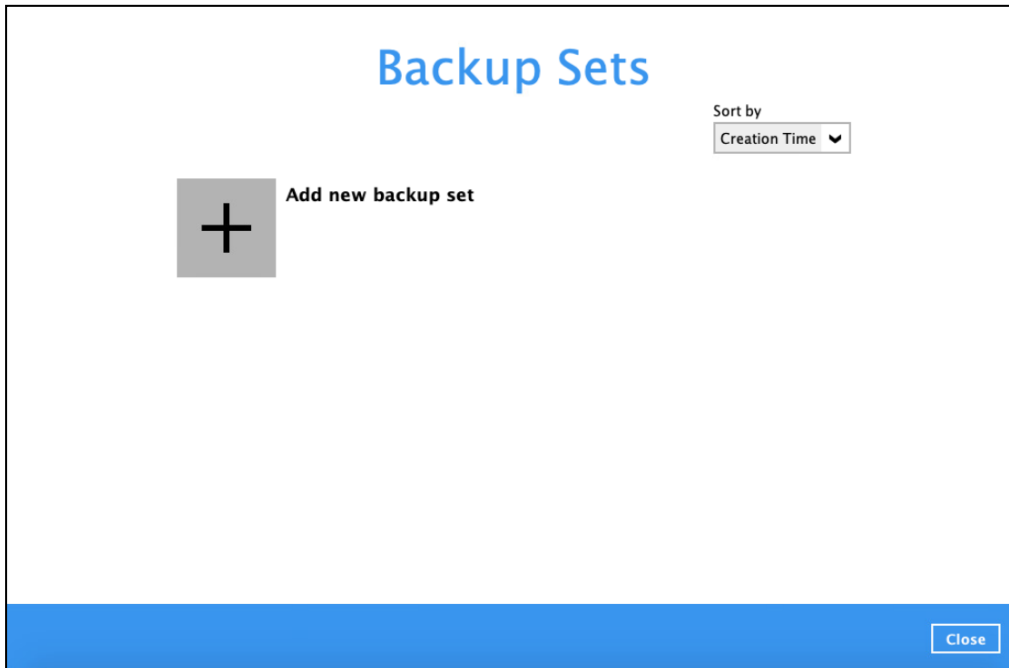 Backup Sets
Sort by
Creation Time
Add new backup set
Close